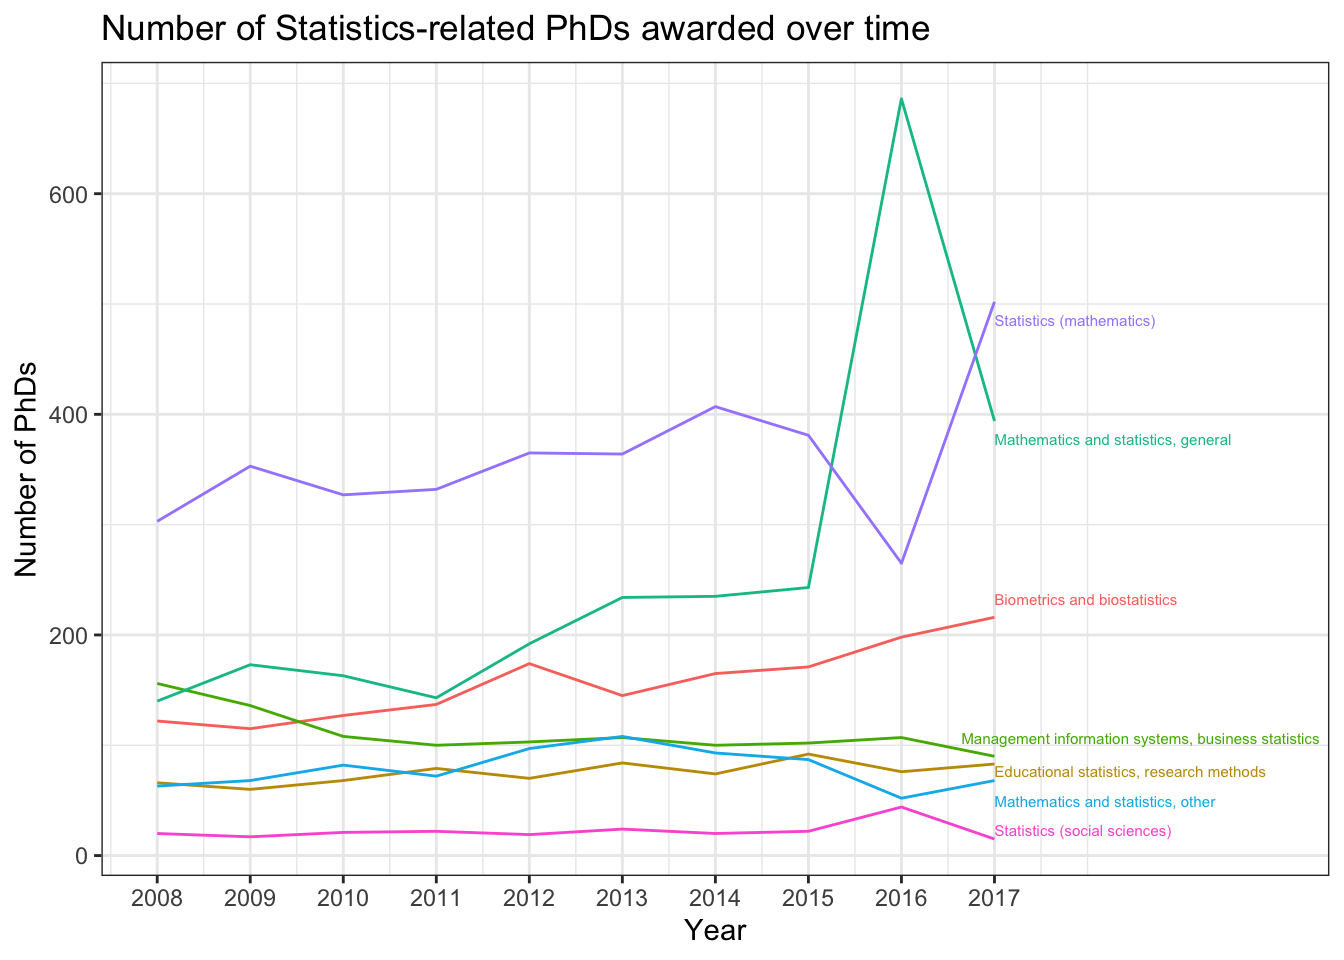 Number of Statistics-related PhDs awarded over time
Number of PhDs
600
400
200
0
Statistics (mathematics)
Mathematics and statistics, general
Biometrics and biostatistics
Management information systems, business statistics
Educational statistics, research methods
Mathematics and statistics, other
Statistics (social sciences)
2008 2009 2010 2011 2012 2013 2014 2015 2016 2017
Year